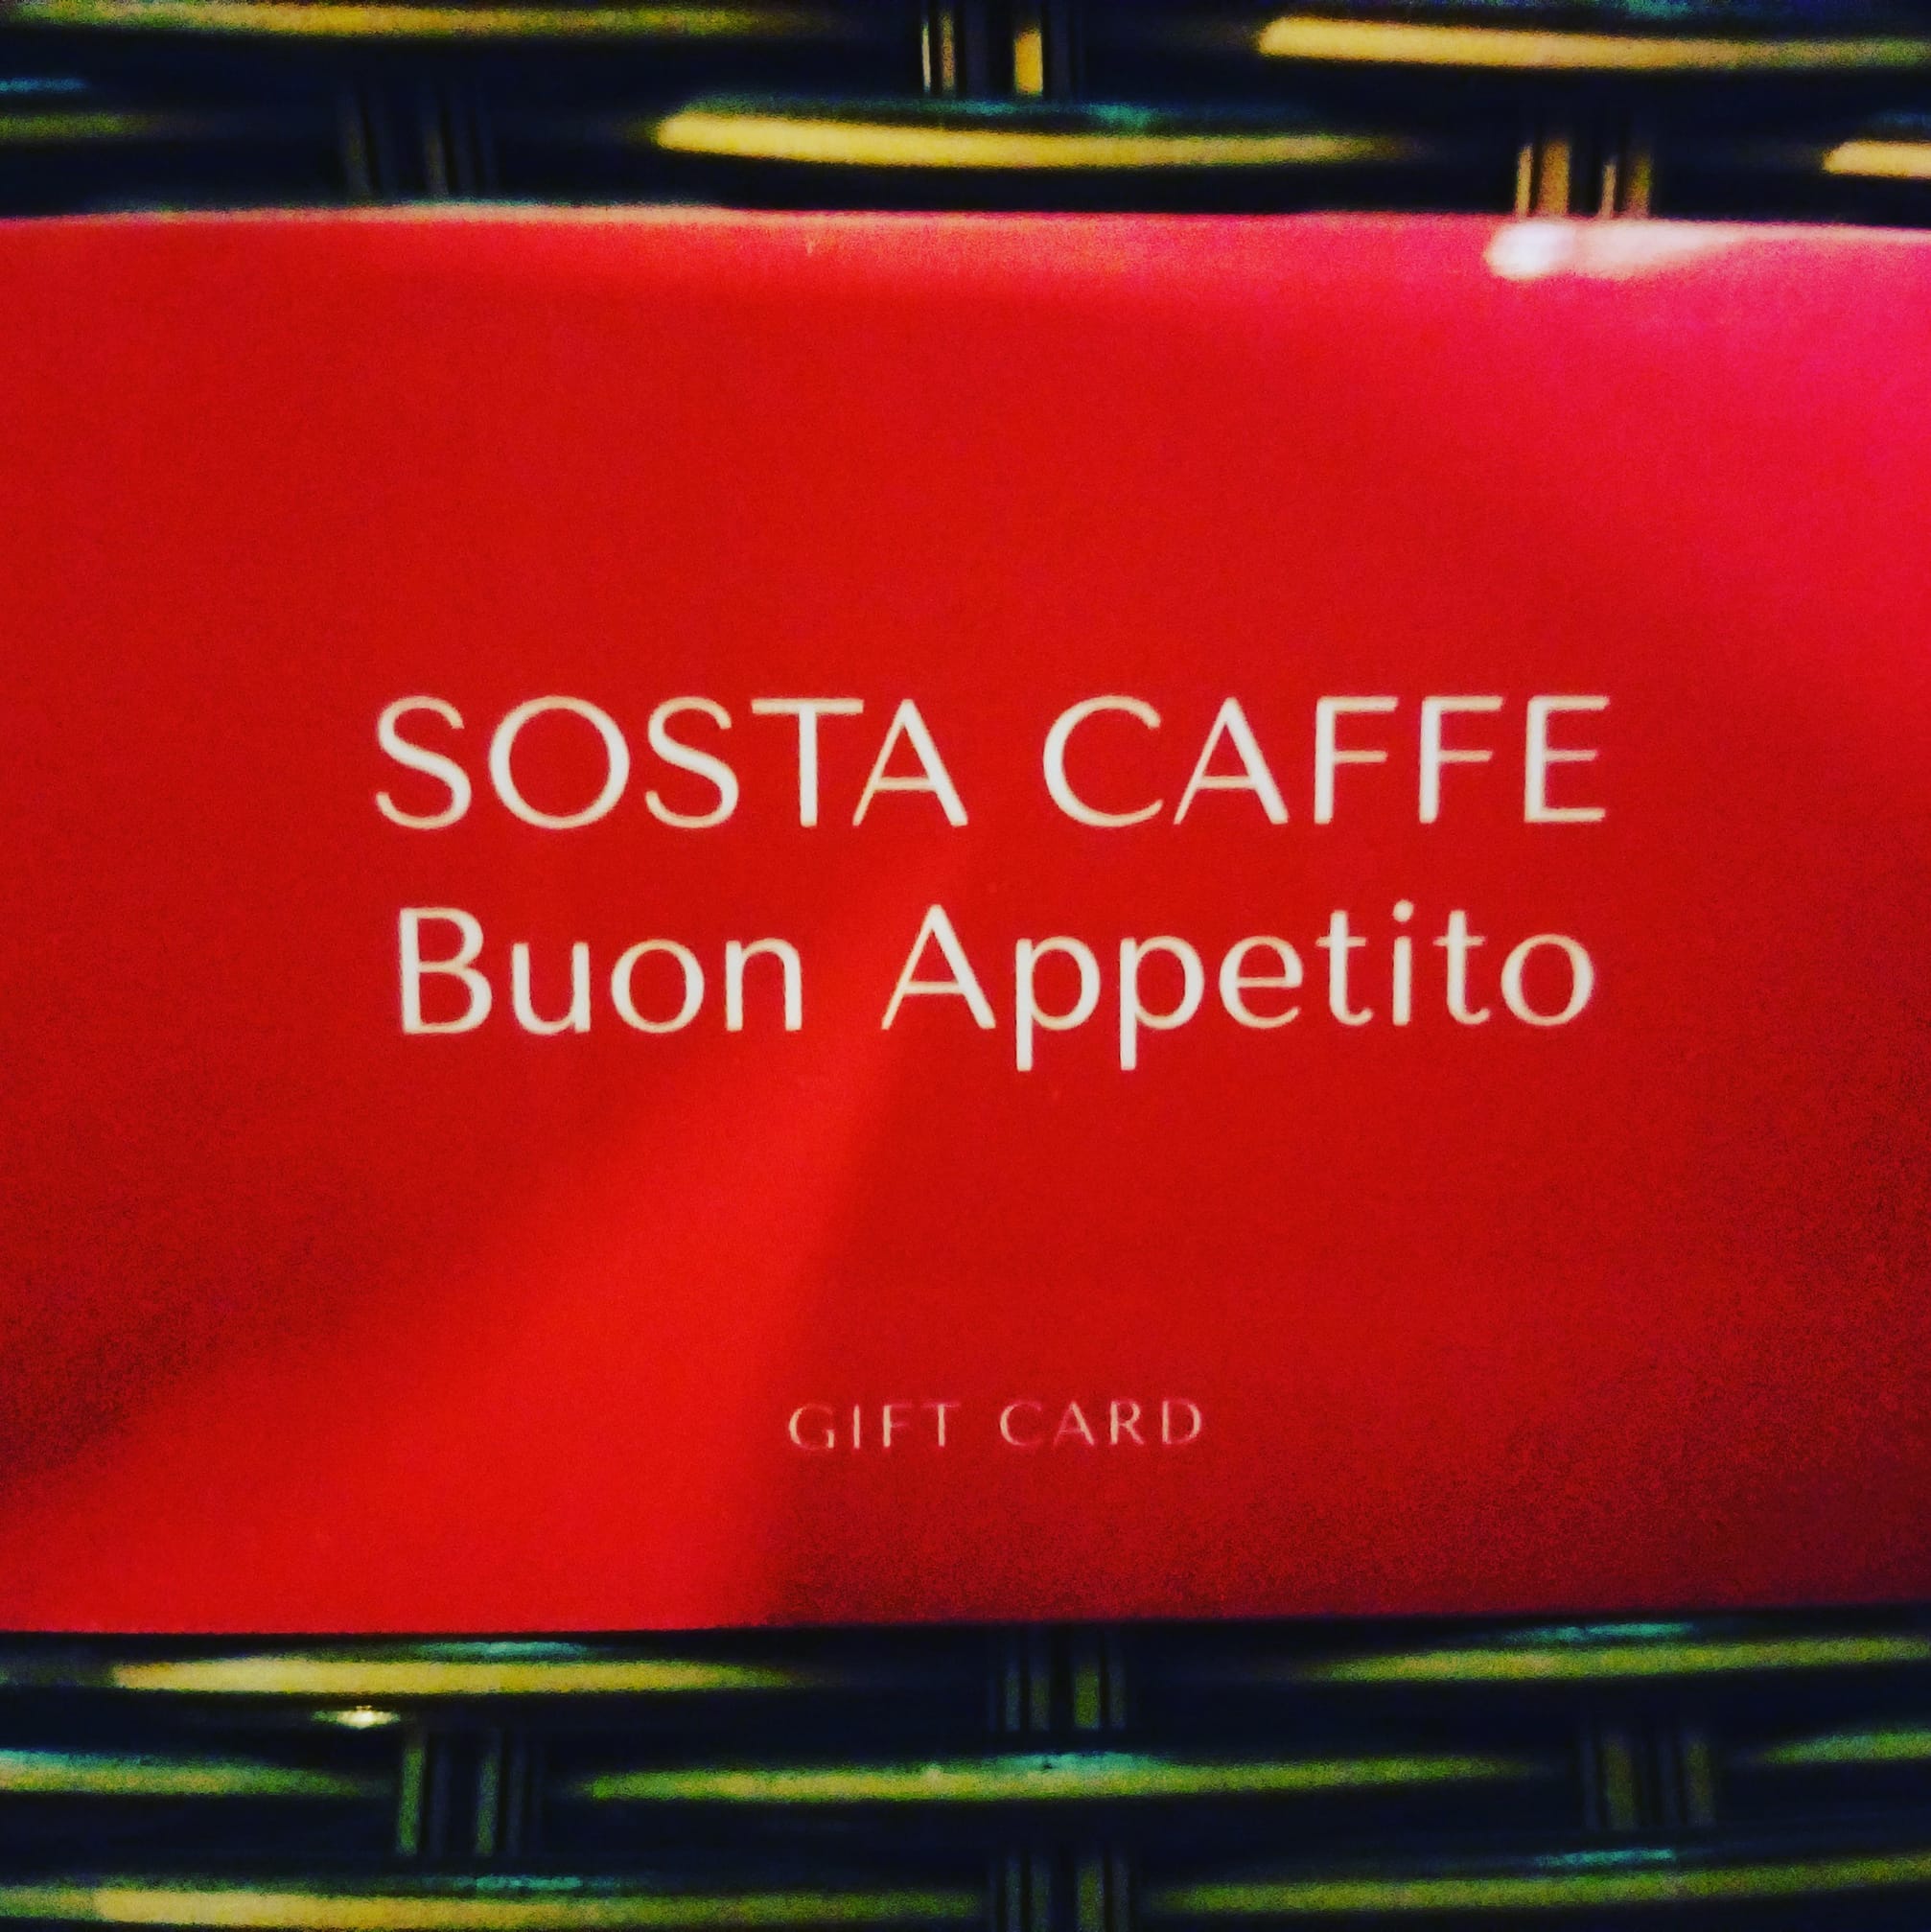 SOSTA CAFFE
Buon Appetito
GIFT CARD